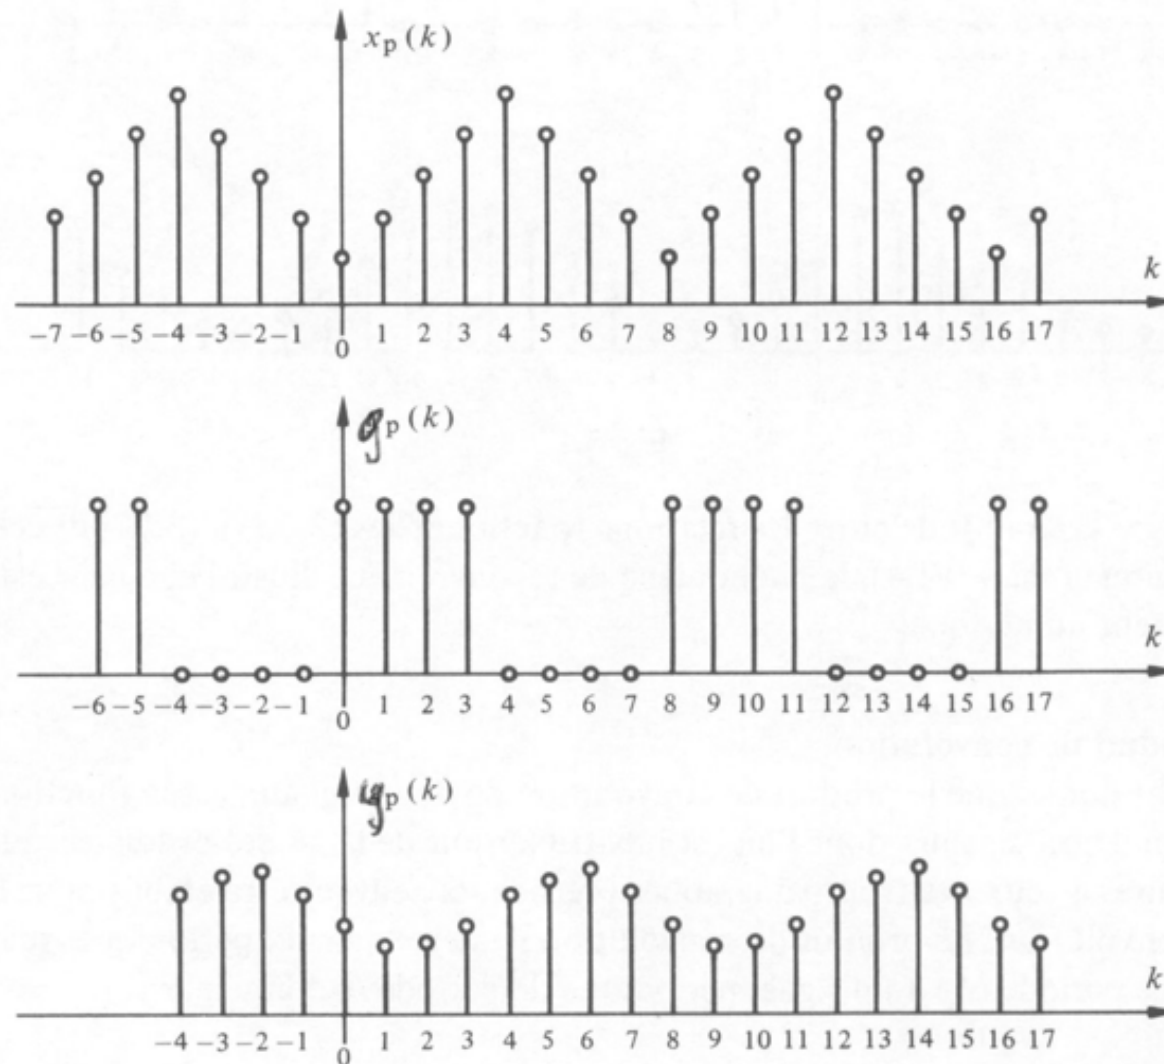 x_p(k)
k
−7 −6 −5 −4 −3 −2 −1 0 1 2 3 4 5 6 7 8 9 10 11 12 13 14 15 16 17
g_p(k)
k
−6 −5 −4 −3 −2 −1 0 1 2 3 4 5 6 7 8 9 10 11 12 13 14 15 16 17
y_p(k)
k
−4 −3 −2 −1 0 1 2 3 4 5 6 7 8 9 10 11 12 13 14 15 16 17